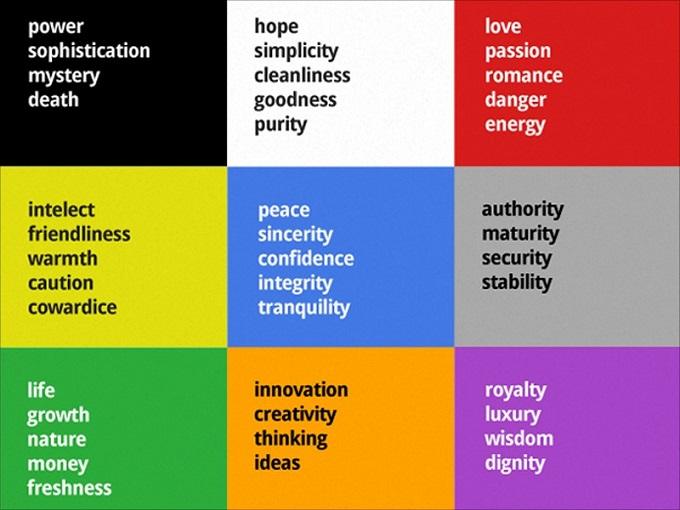 power
sophistication
mystery
death
hope
simplicity
cleanliness
goodness
purity
love
passion
romance
danger
energy
intelect
friendliness
warmth
caution
cowardice
peace
sincerity
confidence
integrity
tranquility
authority
maturity
security
stability
life
growth
nature
money
freshness
innovation
creativity
thinking
ideas
royalty
luxury
wisdom
dignity